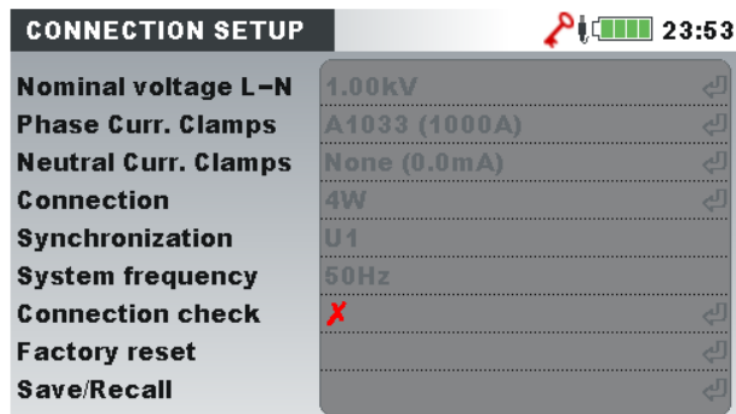 CONNECTION SETUP 23:53
Nominal voltage L-N 1.00kV
Phase Curr. Clamps A1033 (1000A)
Neutral Curr. Clamps None (0.0mA)
Connection 4W
Synchronization U1
System frequency 50Hz
Connection check ✗
Factory reset
Save/Recall